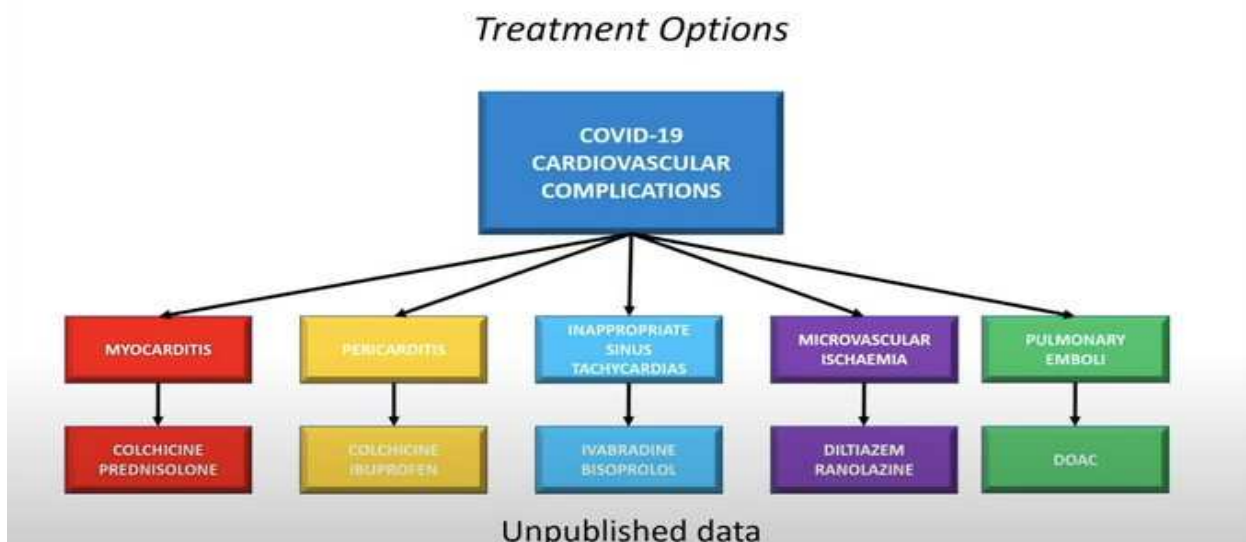 Treatment Options
COVID-19
CARDIOVASCULAR
COMPLICATIONS
MYOCARDITIS
PERICARDITIS
INAPPROPRIATE
SINUS
TACHYCARDIAS
MICROVASCULAR
ISCHAEMIA
PULMONARY
EMBOLI
COLCHICINE
PREDNISOLONE
COLCHICINE
IBUPROFEN
IVABRADINE
BISOPROLOL
DILTIAZEM
RANOLAZINE
DOAC
Unpublished data